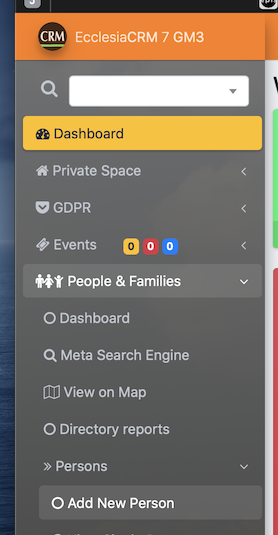 CRM
EcclesiaCRM 7 GM3
Dashboard
Private Space
GDPR
Events 0 0 0
People & Families
Dashboard
Meta Search Engine
View on Map
Directory reports
Persons
Add New Person